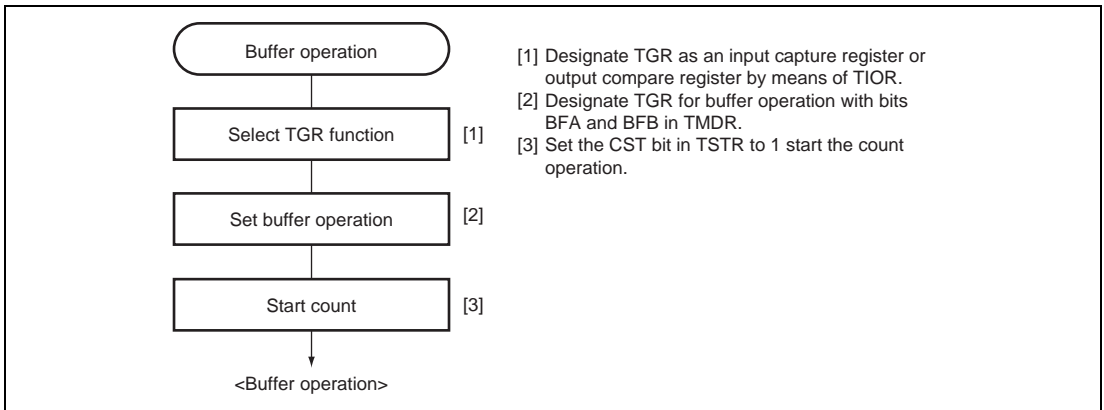 Buffer operation
Select TGR function
[1]
Set buffer operation
[2]
Start count
[3]
<Buffer operation>
[1] Designate TGR as an input capture register or
output compare register by means of TIOR.
[2] Designate TGR for buffer operation with bits
BFA and BFB in TMDR.
[3] Set the CST bit in TSTR to 1 start the count
operation.